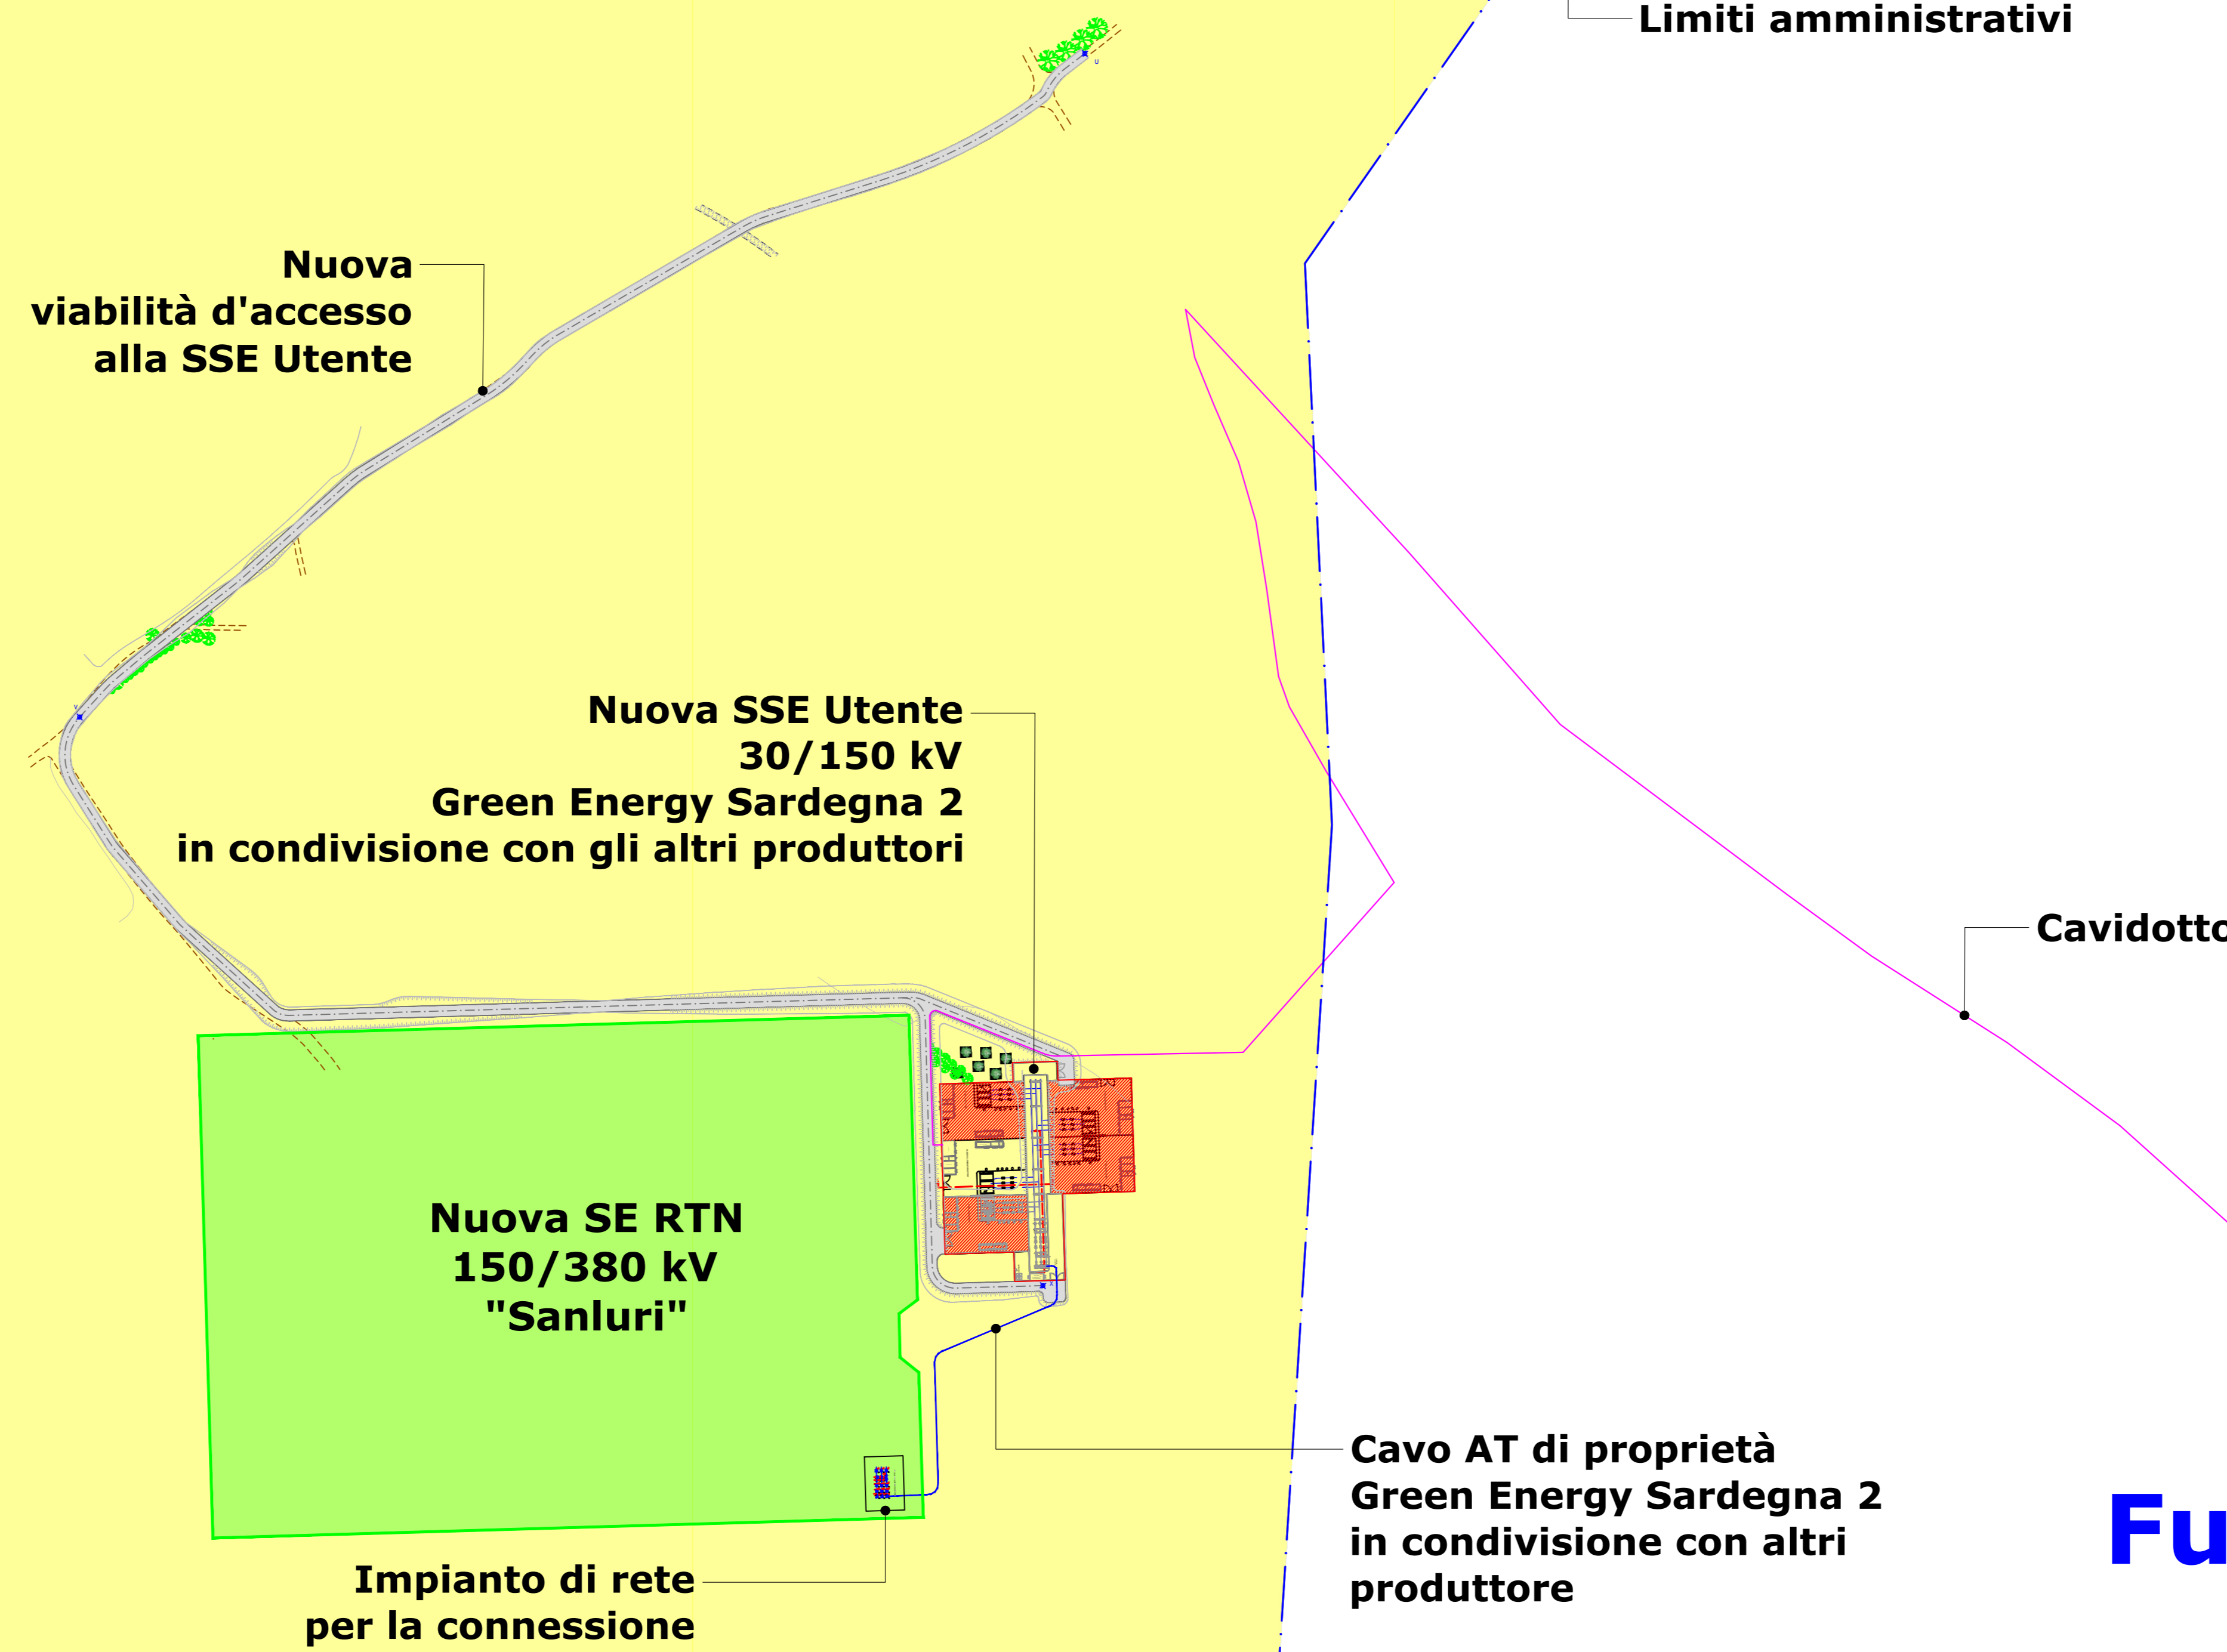 Limiti amministrativi
Nuova
viabilità d'accesso
alla SSE Utente
Nuova SSE Utente
30/150 kV
Green Energy Sardegna 2
in condivisione con gli altri produttori
Cavidotto
Nuova SE RTN
150/380 kV
"Sanluri"
Cavo AT di proprietà
Green Energy Sardegna 2
in condivisione con altri
produttore
Fu
Impianto di rete
per la connessione
u
v
x